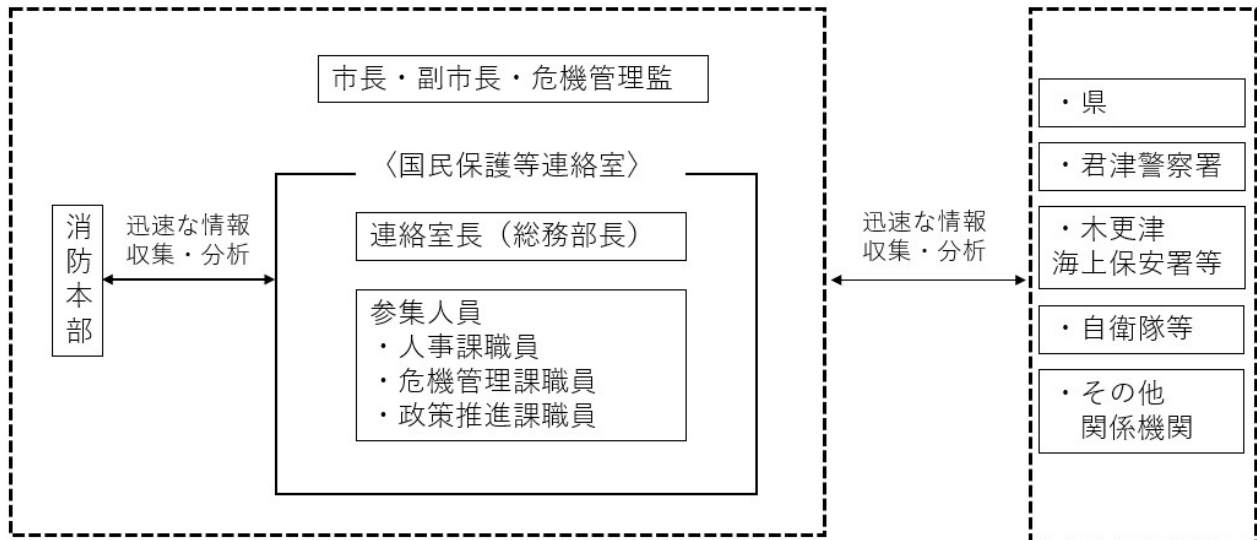 市長・副市長・危機管理監
〈国民保護等連絡室〉
消防本部
迅速な情報
収集・分析
連絡室長（総務部長）
参集人員
・人事課職員
・危機管理課職員
・政策推進課職員
迅速な情報
収集・分析
・県
・君津警察署
・木更津
海上保安署等
・自衛隊等
・その他
関係機関